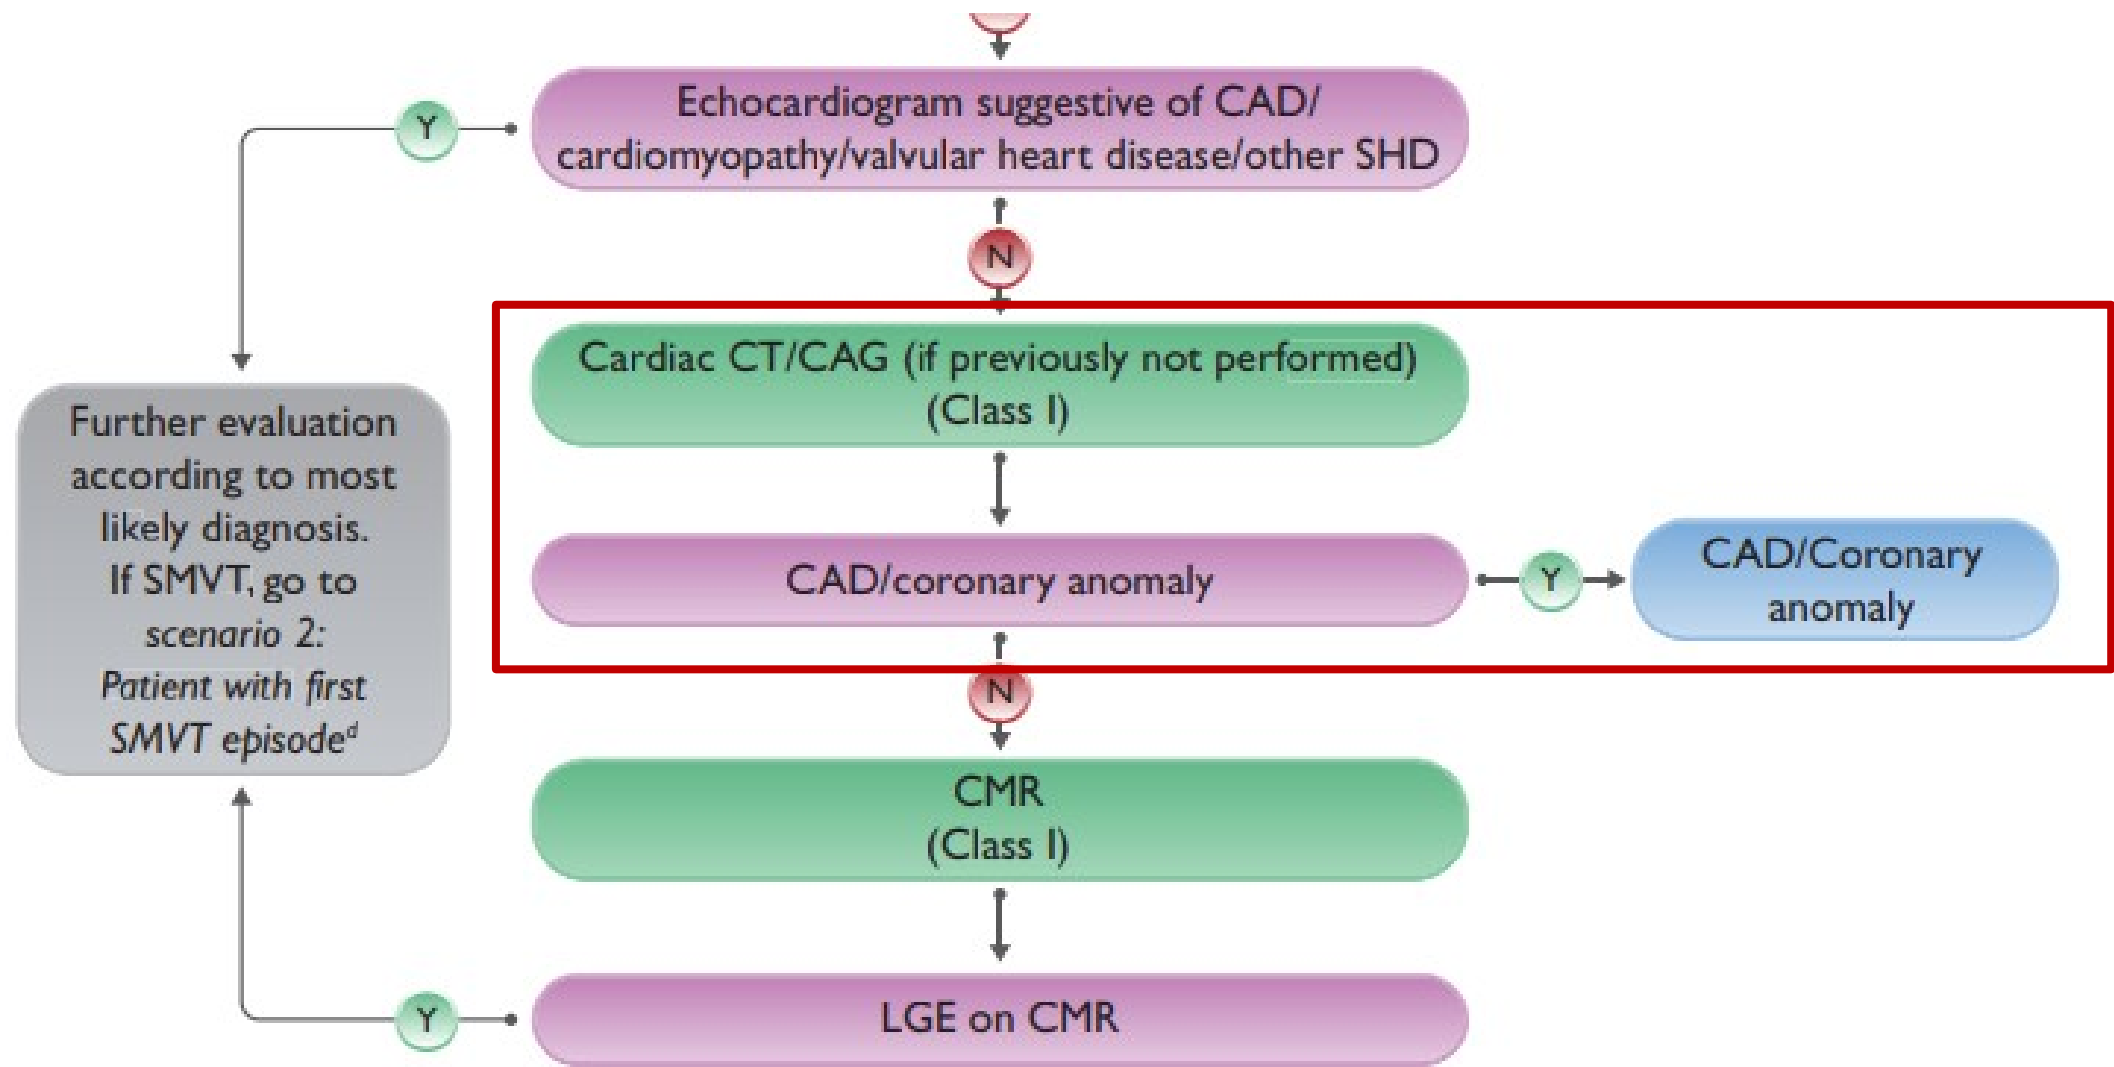 Echocardiogram suggestive of CAD/
cardiomyopathy/valvular heart disease/other SHD
Y
N
Cardiac CT/CAG (if previously not performed)
(Class I)
Further evaluation
according to most
likely diagnosis.
If SMVT, go to
scenario 2:
Patient with first
SMVT episodeᵈ
CAD/coronary anomaly
Y
CAD/Coronary
anomaly
N
CMR
(Class I)
LGE on CMR
Y